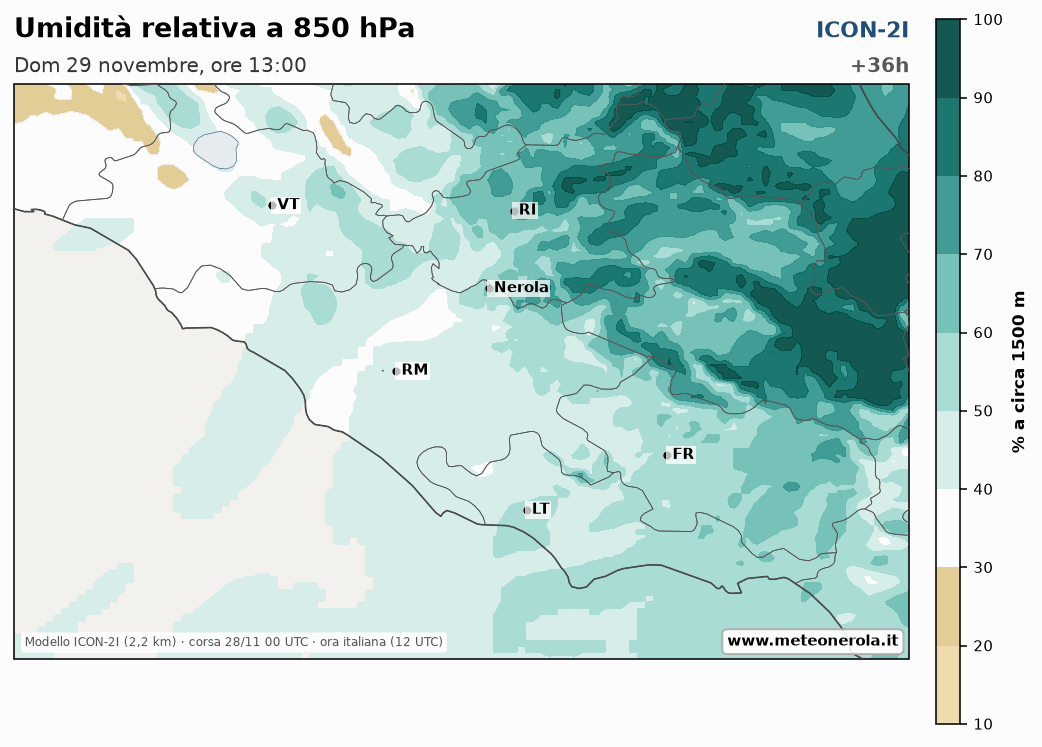 Umidità relativa a 850 hPa
ICON-2I
Dom 29 novembre, ore 13:00
+36h
VT
RI
Nerola
RM
FR
LT
Modello ICON-2I (2,2 km) · corsa 28/11 00 UTC · ora italiana (12 UTC)
www.meteonerola.it
100
90
80
70
60
50
40
30
20
10
% a circa 1500 m